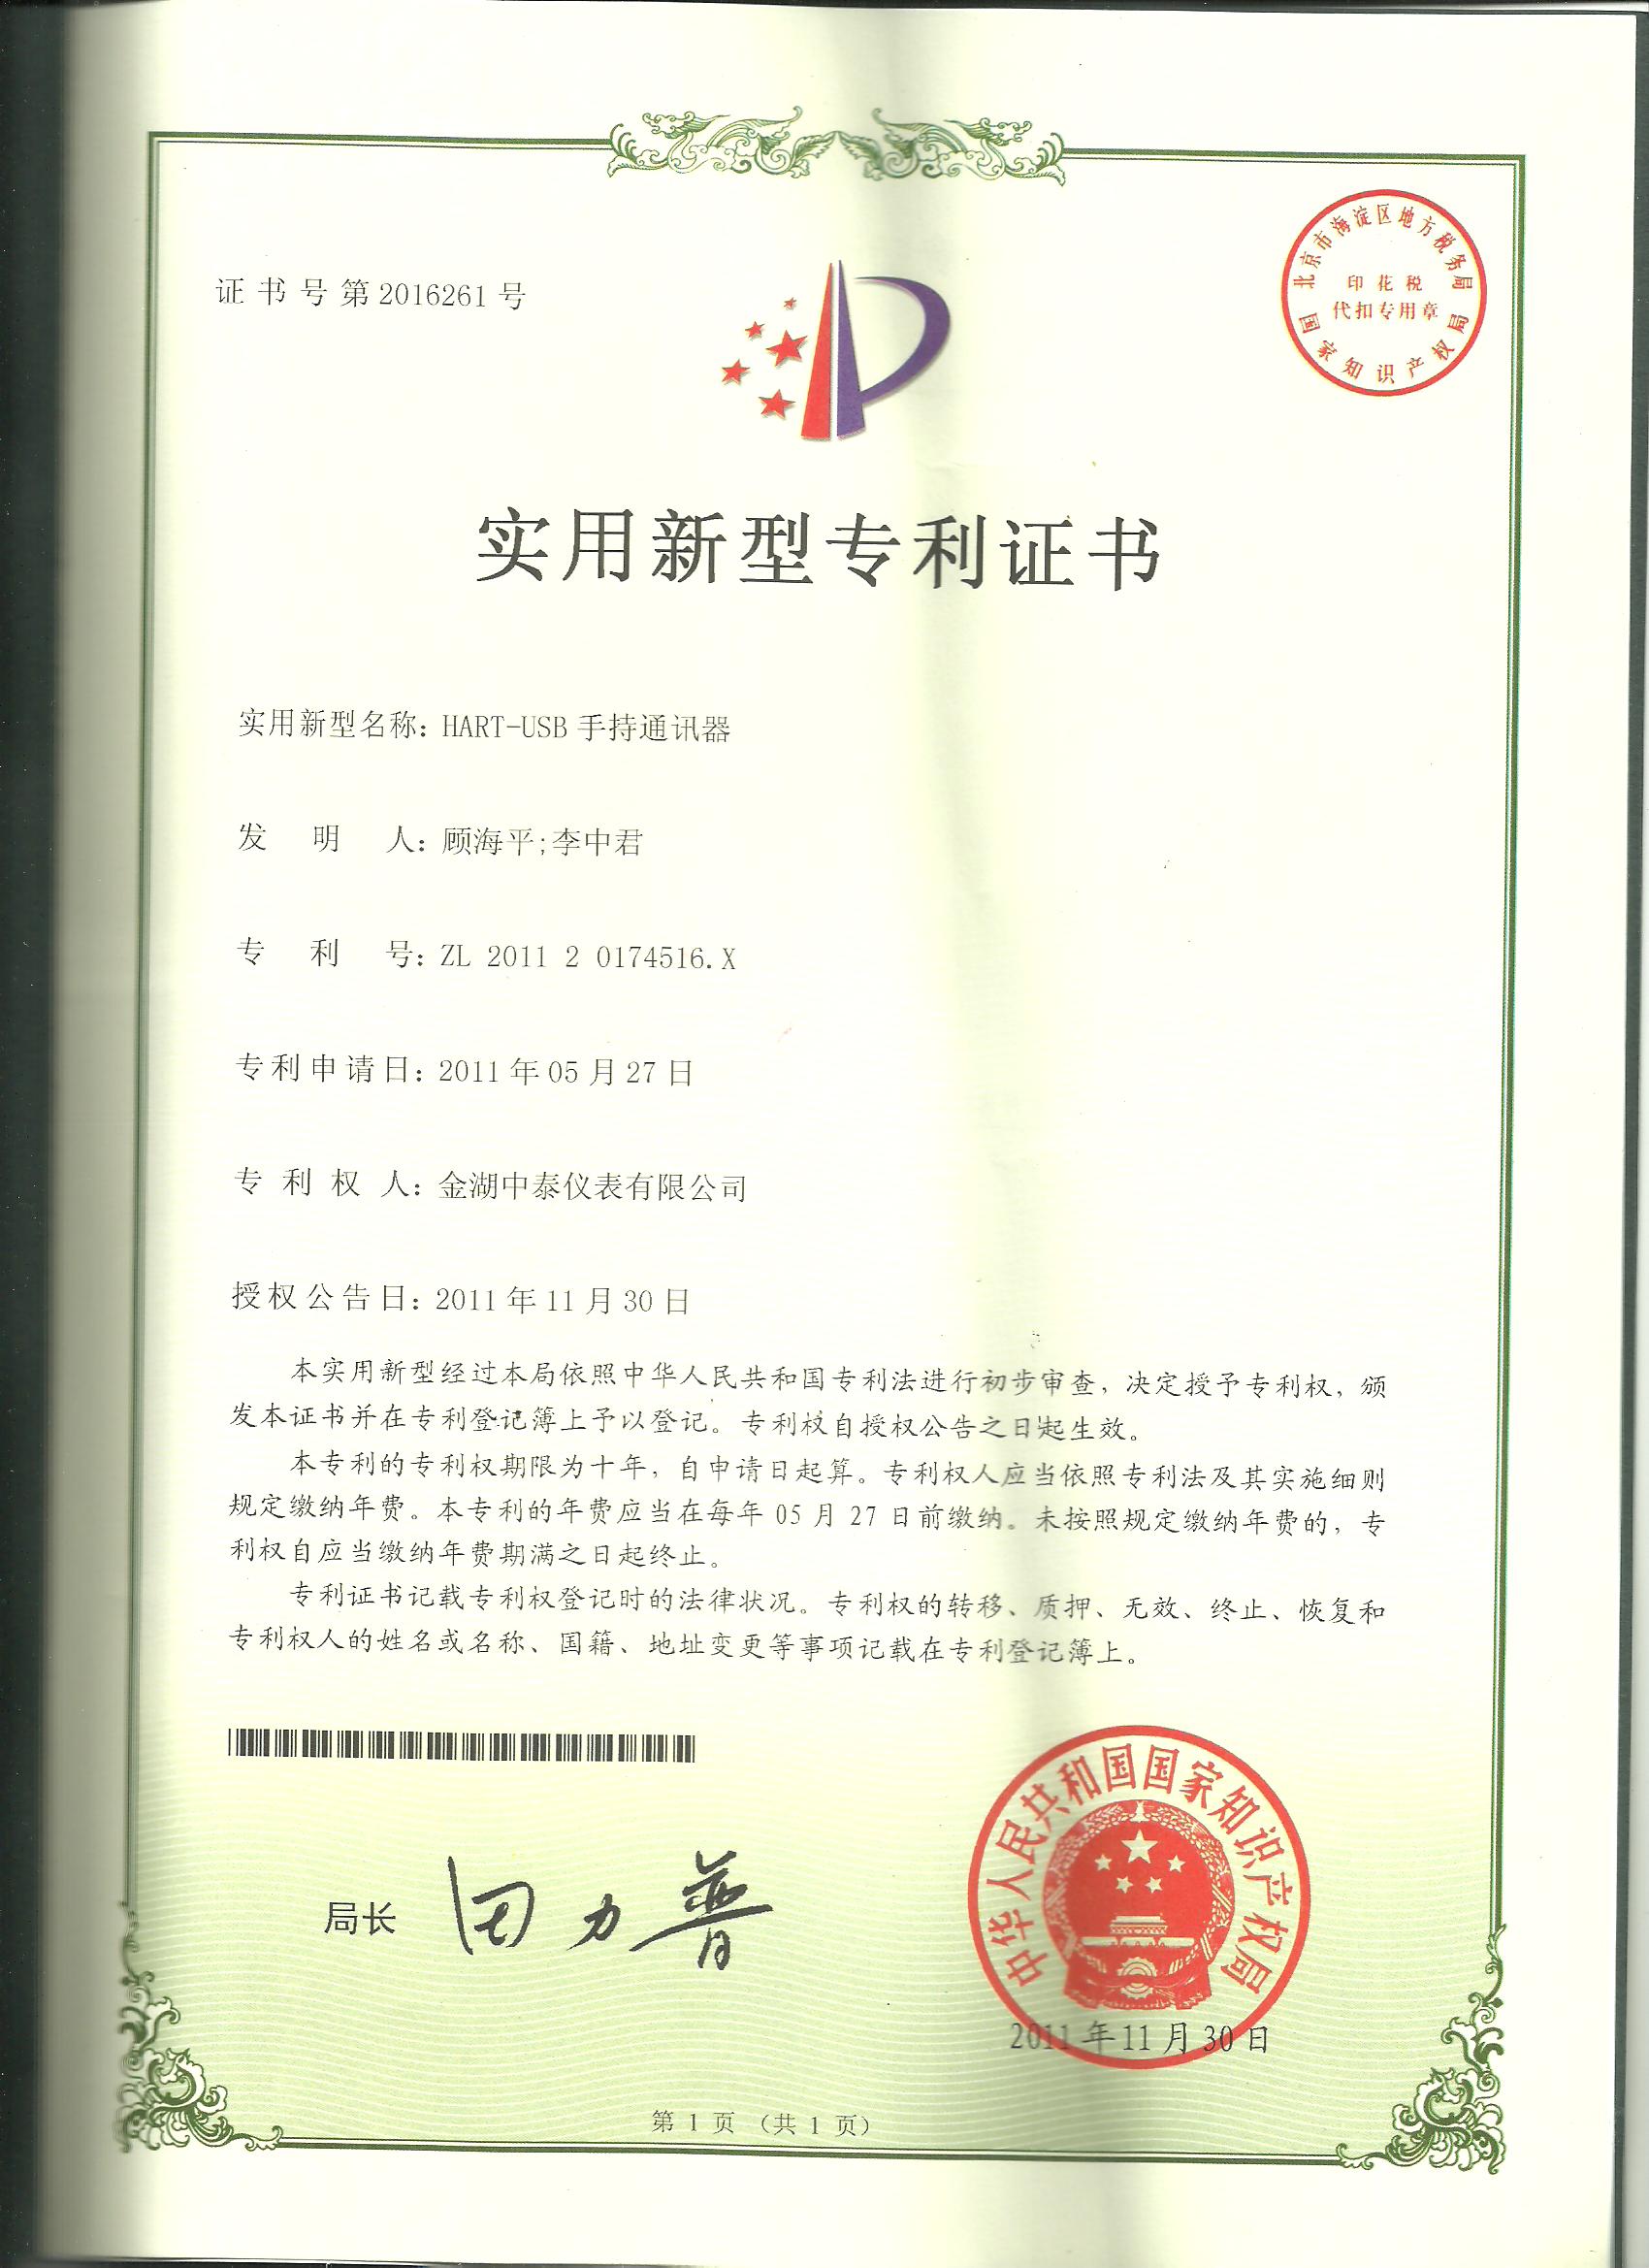 证书号第2016261号
北京市海淀区地方税务局
印花税
代扣专用章
国家知识产权局
实用新型专利证书
实用新型名称：HART-USB手持通讯器
发明人：顾海平;李中君
专利号：ZL 2011 2 0174516.X
专利申请日：2011年05月27日
专利权人：金湖中泰仪表有限公司
授权公告日：2011年11月30日
本实用新型经过本局依照中华人民共和国专利法进行初步审查，决定授予专利权，颁
发本证书并在专利登记簿上予以登记。专利权自授权公告之日起生效。
本专利的专利权期限为十年，自申请日起算。专利权人应当依照专利法及其实施细则
规定缴纳年费。本专利的年费应当在每年05月27日前缴纳。未按照规定缴纳年费的，专
利权自应当缴纳年费期满之日起终止。
专利证书记载专利权登记时的法律状况。专利权的转移、质押、无效、终止、恢复和
专利权人的姓名或名称、国籍、地址变更等事项记载在专利登记簿上。
局长 田力普
中华人民共和国国家知识产权局
2011年11月30日
第1页（共1页）